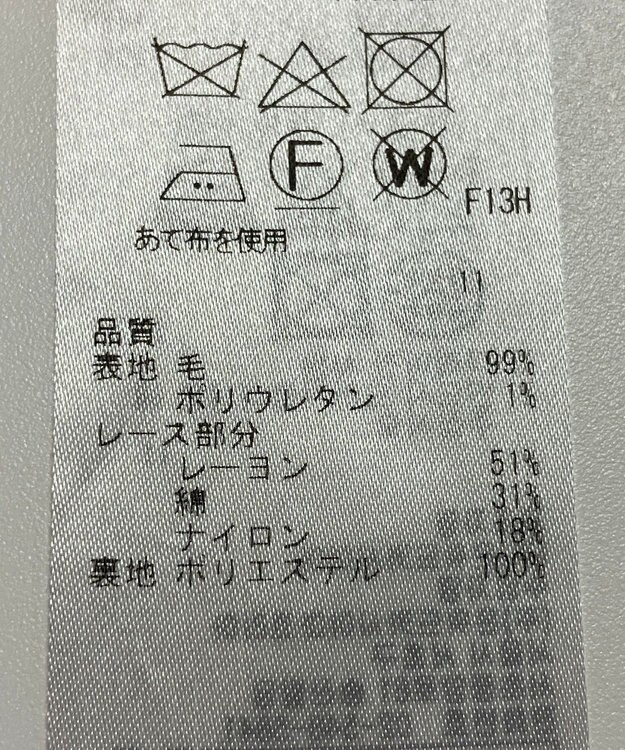 F
W
F13H
あて布を使用
11
品質
表地 毛 99%
ポリウレタン 1%
レース部分
レーヨン 51%
綿 31%
ナイロン 18%
裏地 ポリエステル 100%